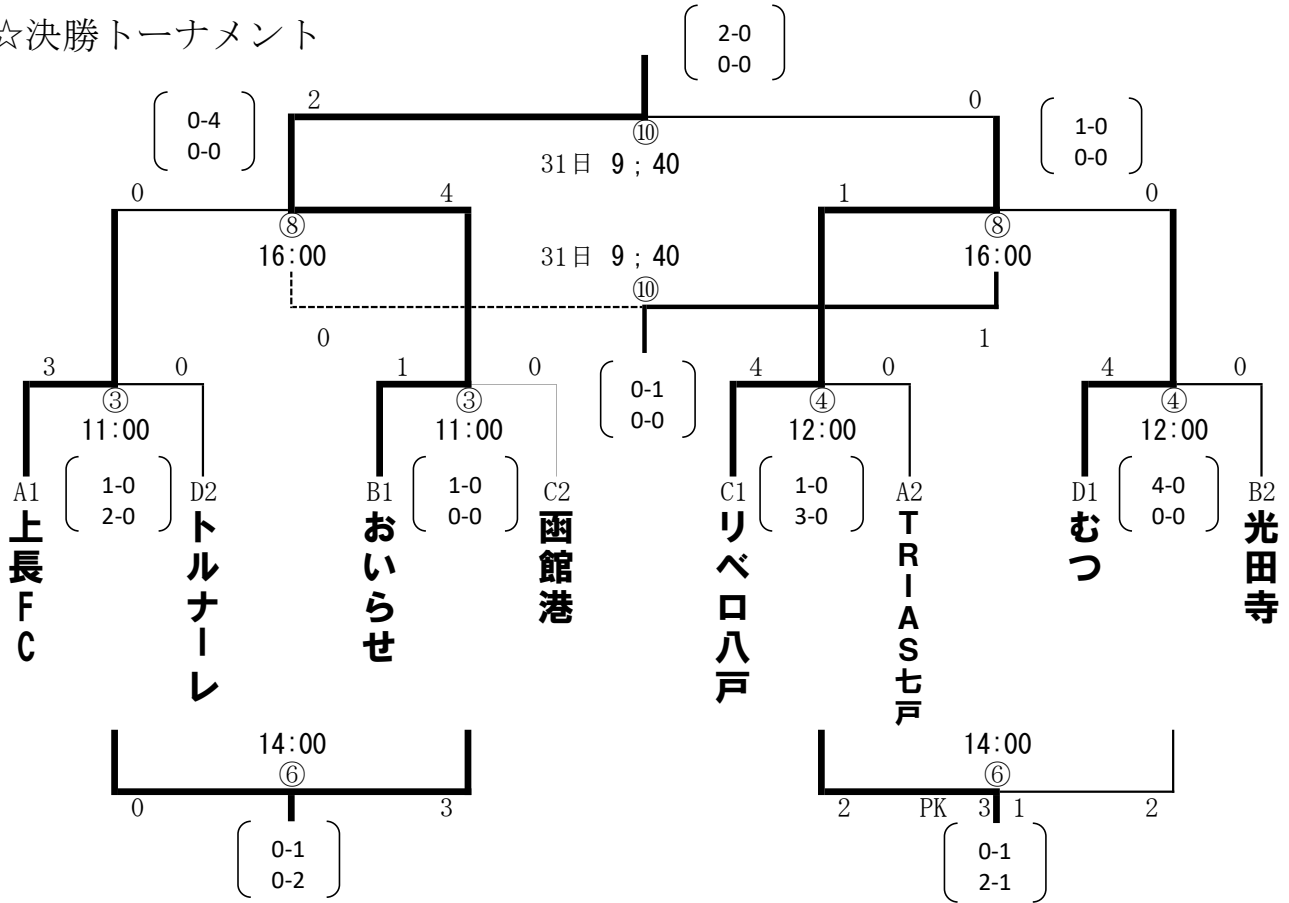 ☆決勝トーナメント
2-0
0-0
2
0
0-4
0-0
⑩
1-0
0-0
31日 9；40
0
4
1
0
⑧
⑧
16:00
31日 9；40
16:00
⑩
0
1
3
0
1
0
0-1
0-0
4
0
4
0
③
③
④
④
11:00
11:00
12:00
12:00
A1
1-0
2-0
D2
B1
1-0
0-0
C2
C1
1-0
3-0
A2
D1
4-0
0-0
B2
上長FC
トルナーレ
おいらせ
函館港
リベロ八戸
TRIAS七戸
むつ
光田寺
14:00
14:00
⑥
⑥
0
3
2 PK 3 1 2
0-1
0-2
0-1
2-1